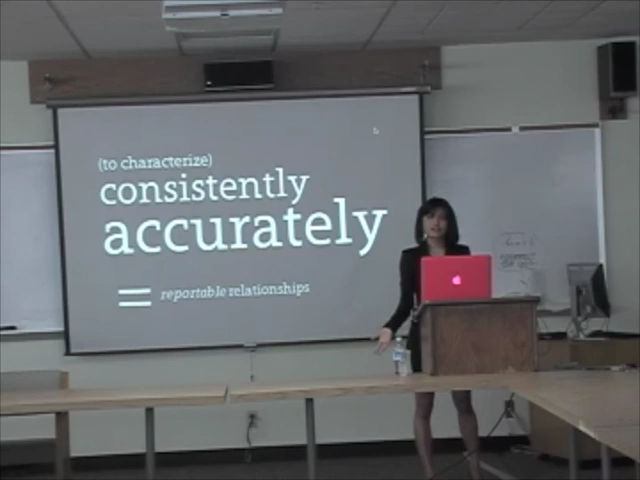 (to characterize)
consistently
accurately
= reportable relationships